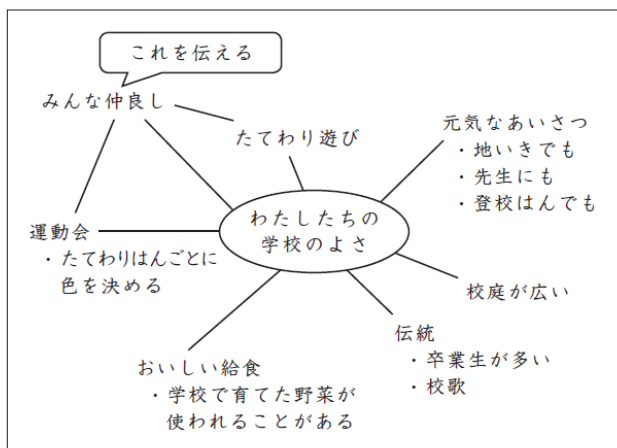 これを伝える
みんな仲良し
たてわり遊び
元気なあいさつ
・地いきでも
・先生にも
・登校はんでも
わたしたちの
学校のよさ
運動会
・たてわりはんごとに
色を決める
校庭が広い
伝統
・卒業生が多い
・校歌
おいしい給食
・学校で育てた野菜が
使われることがある